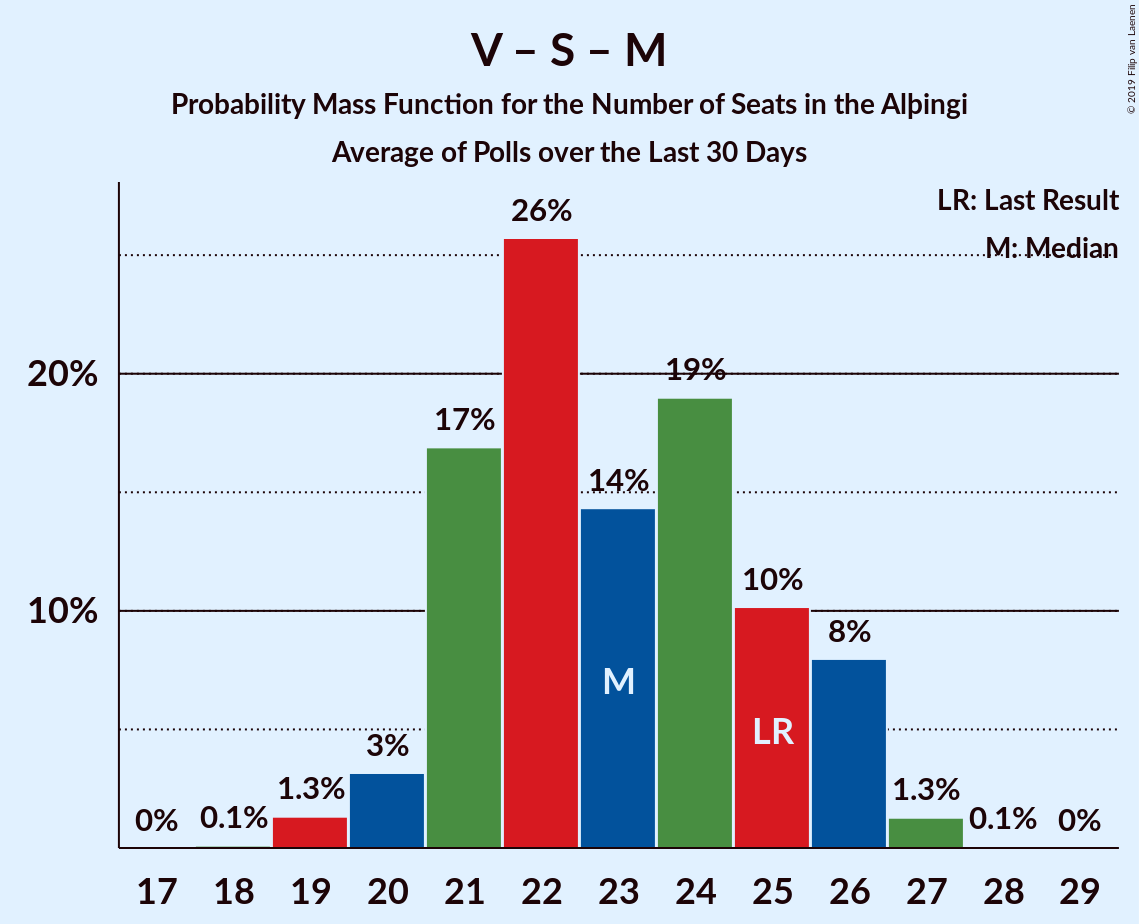 V – S – M
Probability Mass Function for the Number of Seats in the Alþingi
Average of Polls over the Last 30 Days
© 2019 Filip van Laenen
LR: Last Result
M: Median
26%
20%
19%
17%
14%
10%
10%
8%
M
LR
3%
1.3%
1.3%
0%
0.1%
0.1%
0%
17 18 19 20 21 22 23 24 25 26 27 28 29